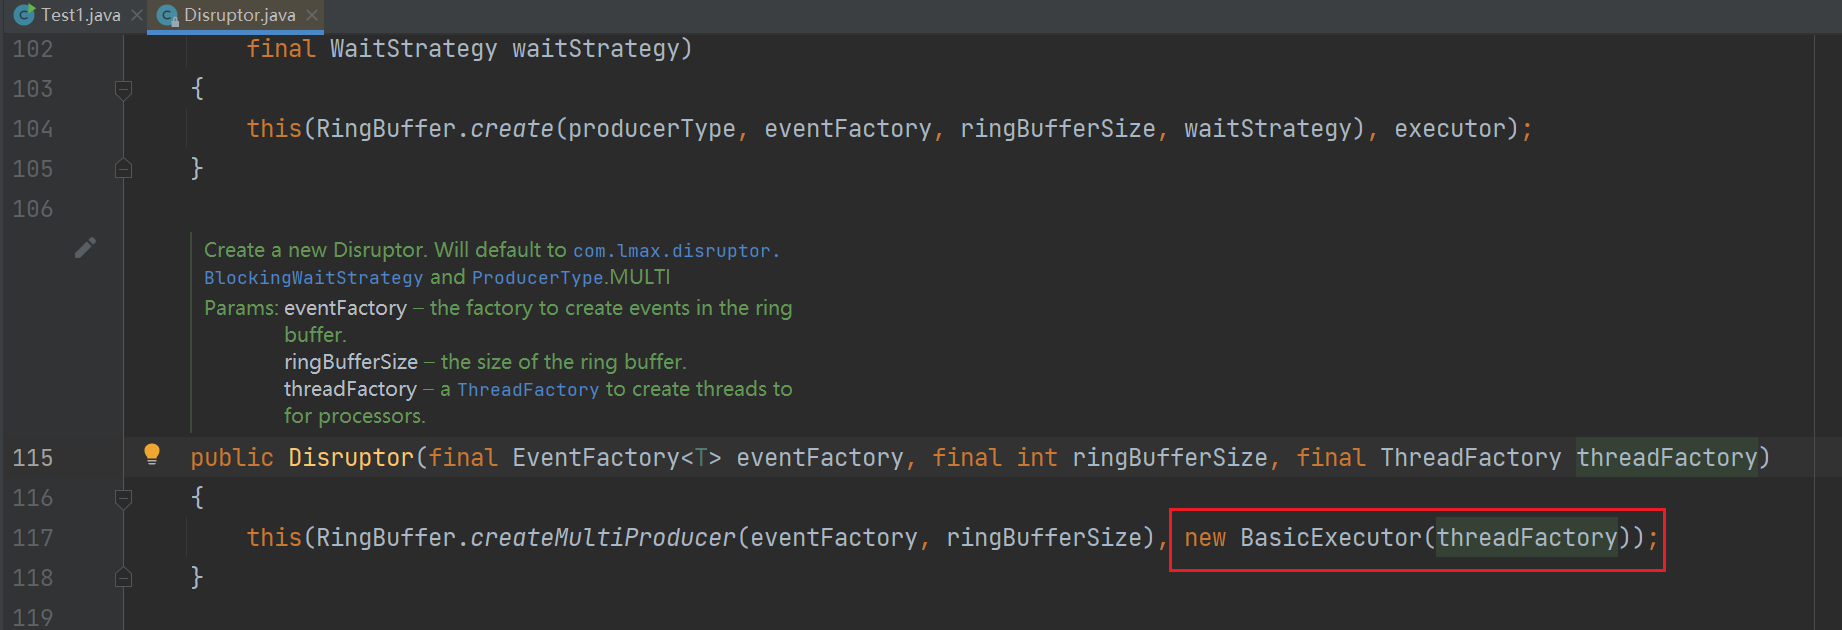 Test1.java
Disruptor.java
102 final WaitStrategy waitStrategy)
103 {
104 this(RingBuffer.create(producerType, eventFactory, ringBufferSize, waitStrategy), executor);
105 }
106
Create a new Disruptor. Will default to com.lmax.disruptor.
BlockingWaitStrategy and ProducerType.MULTI
Params: eventFactory – the factory to create events in the ring
buffer.
ringBufferSize – the size of the ring buffer.
threadFactory – a ThreadFactory to create threads to
for processors.
115 public Disruptor(final EventFactory<T> eventFactory, final int ringBufferSize, final ThreadFactory threadFactory)
116 {
117 this(RingBuffer.createMultiProducer(eventFactory, ringBufferSize), new BasicExecutor(threadFactory));
118 }
119